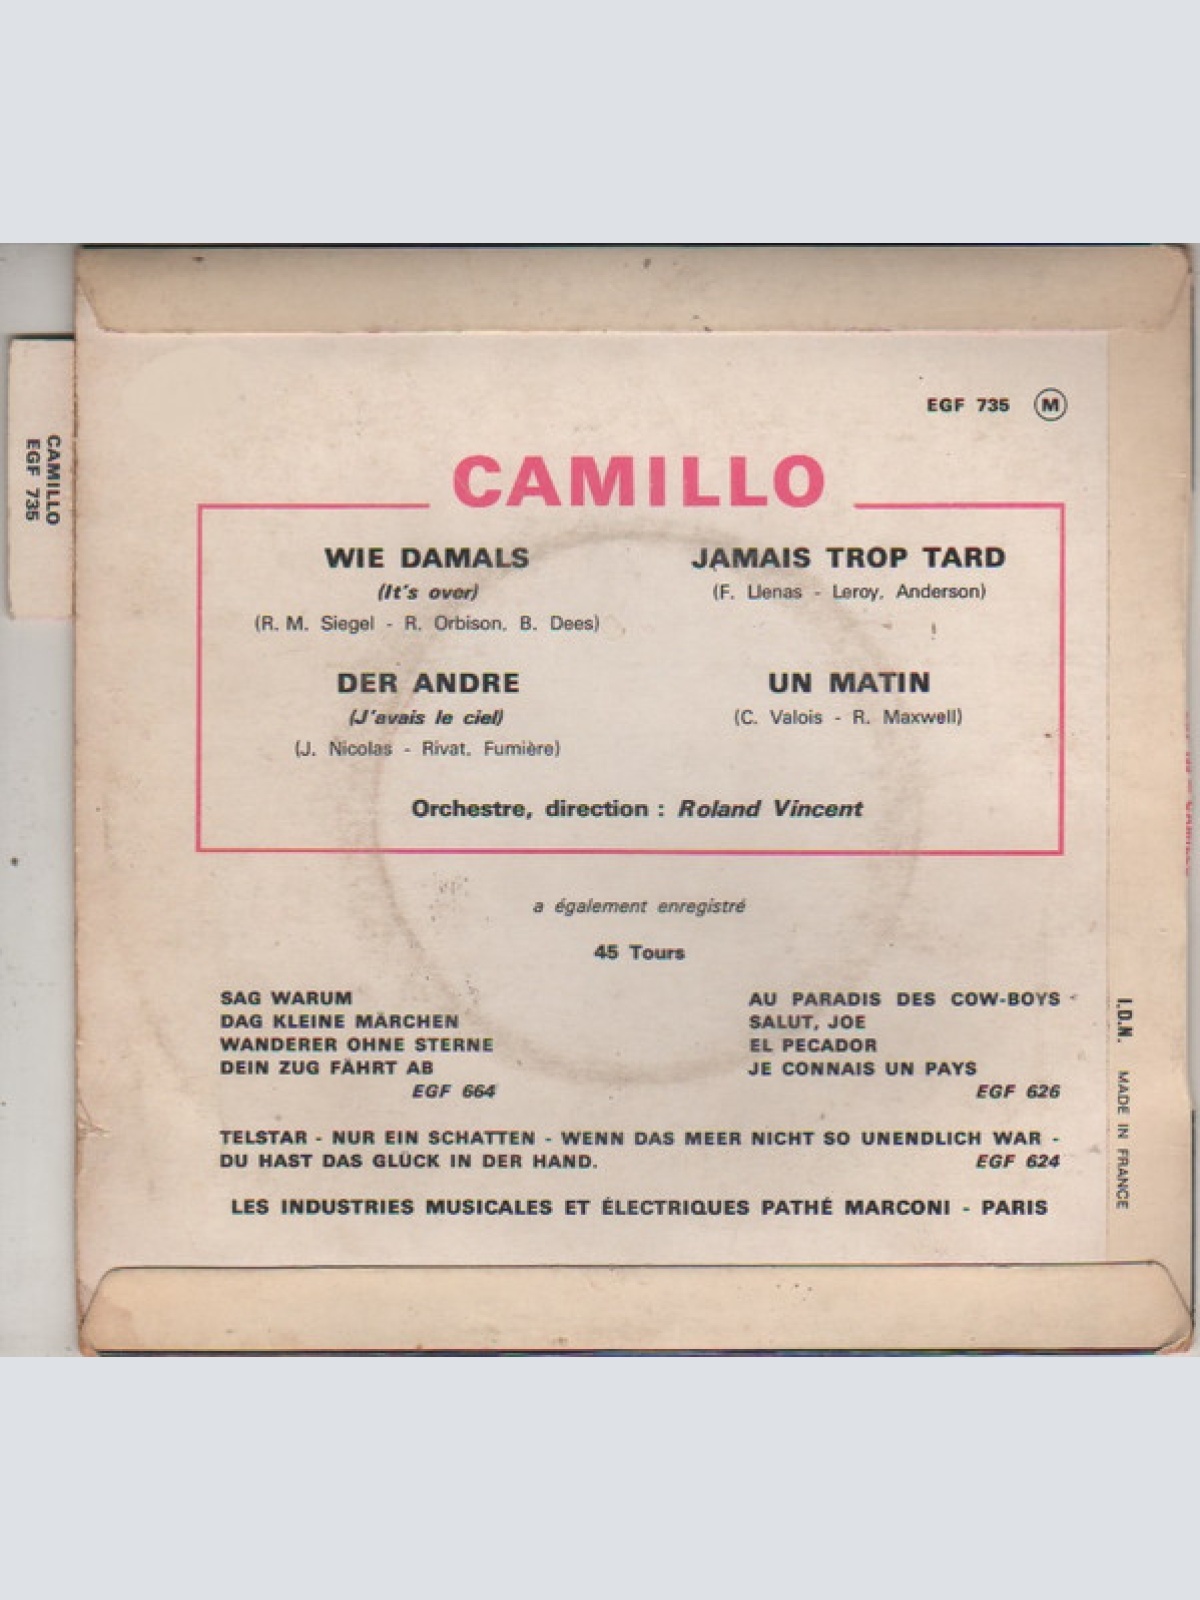 EGF 735 M
CAMILLO
WIE DAMALS
(It's over)
(R. M. Siegel - R. Orbison, B. Dees)
DER ANDRE
(J'avais le ciel)
(J. Nicolas - Rivat, Fumière)
JAMAIS TROP TARD
(F. Llenas - Leroy, Anderson)
UN MATIN
(C. Valois - R. Maxwell)
Orchestre, direction : Roland Vincent
a également enregistré
45 Tours
SAG WARUM
DAG KLEINE MÄRCHEN
WANDERER OHNE STERNE
DEIN ZUG FÄHRT AB
EGF 664
AU PARADIS DES COW-BOYS
SALUT, JOE
EL PECADOR
JE CONNAIS UN PAYS
EGF 626
TELSTAR - NUR EIN SCHATTEN - WENN DAS MEER NICHT SO UNENDLICH WAR -
DU HAST DAS GLÜCK IN DER HAND. EGF 624
LES INDUSTRIES MUSICALES ET ÉLECTRIQUES PATHÉ MARCONI - PARIS
CAMILLO
EGF 735
I.D.N. MADE IN FRANCE